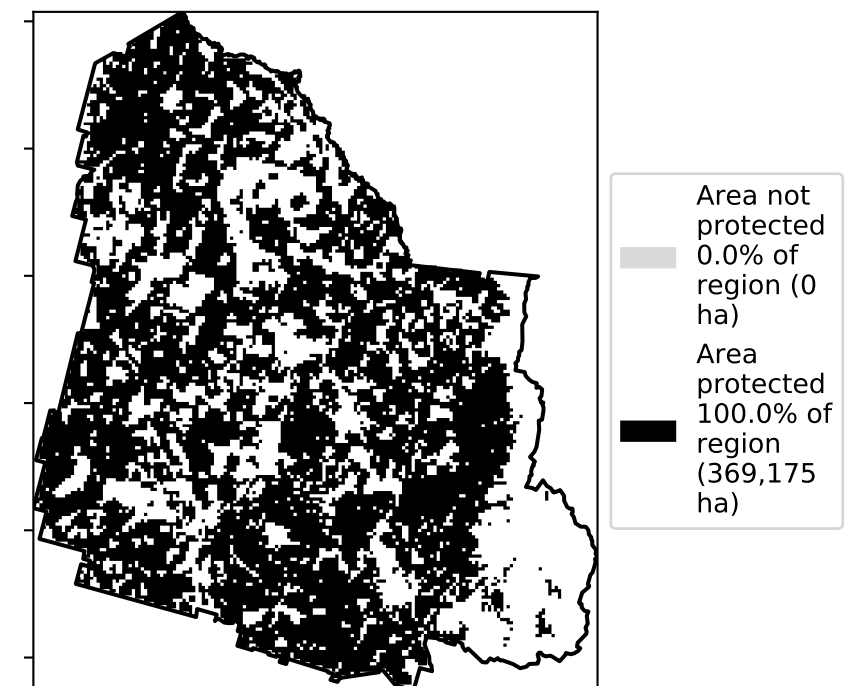 Area not
protected
0.0% of
region (0
ha)
Area
protected
100.0% of
region
(369,175
ha)